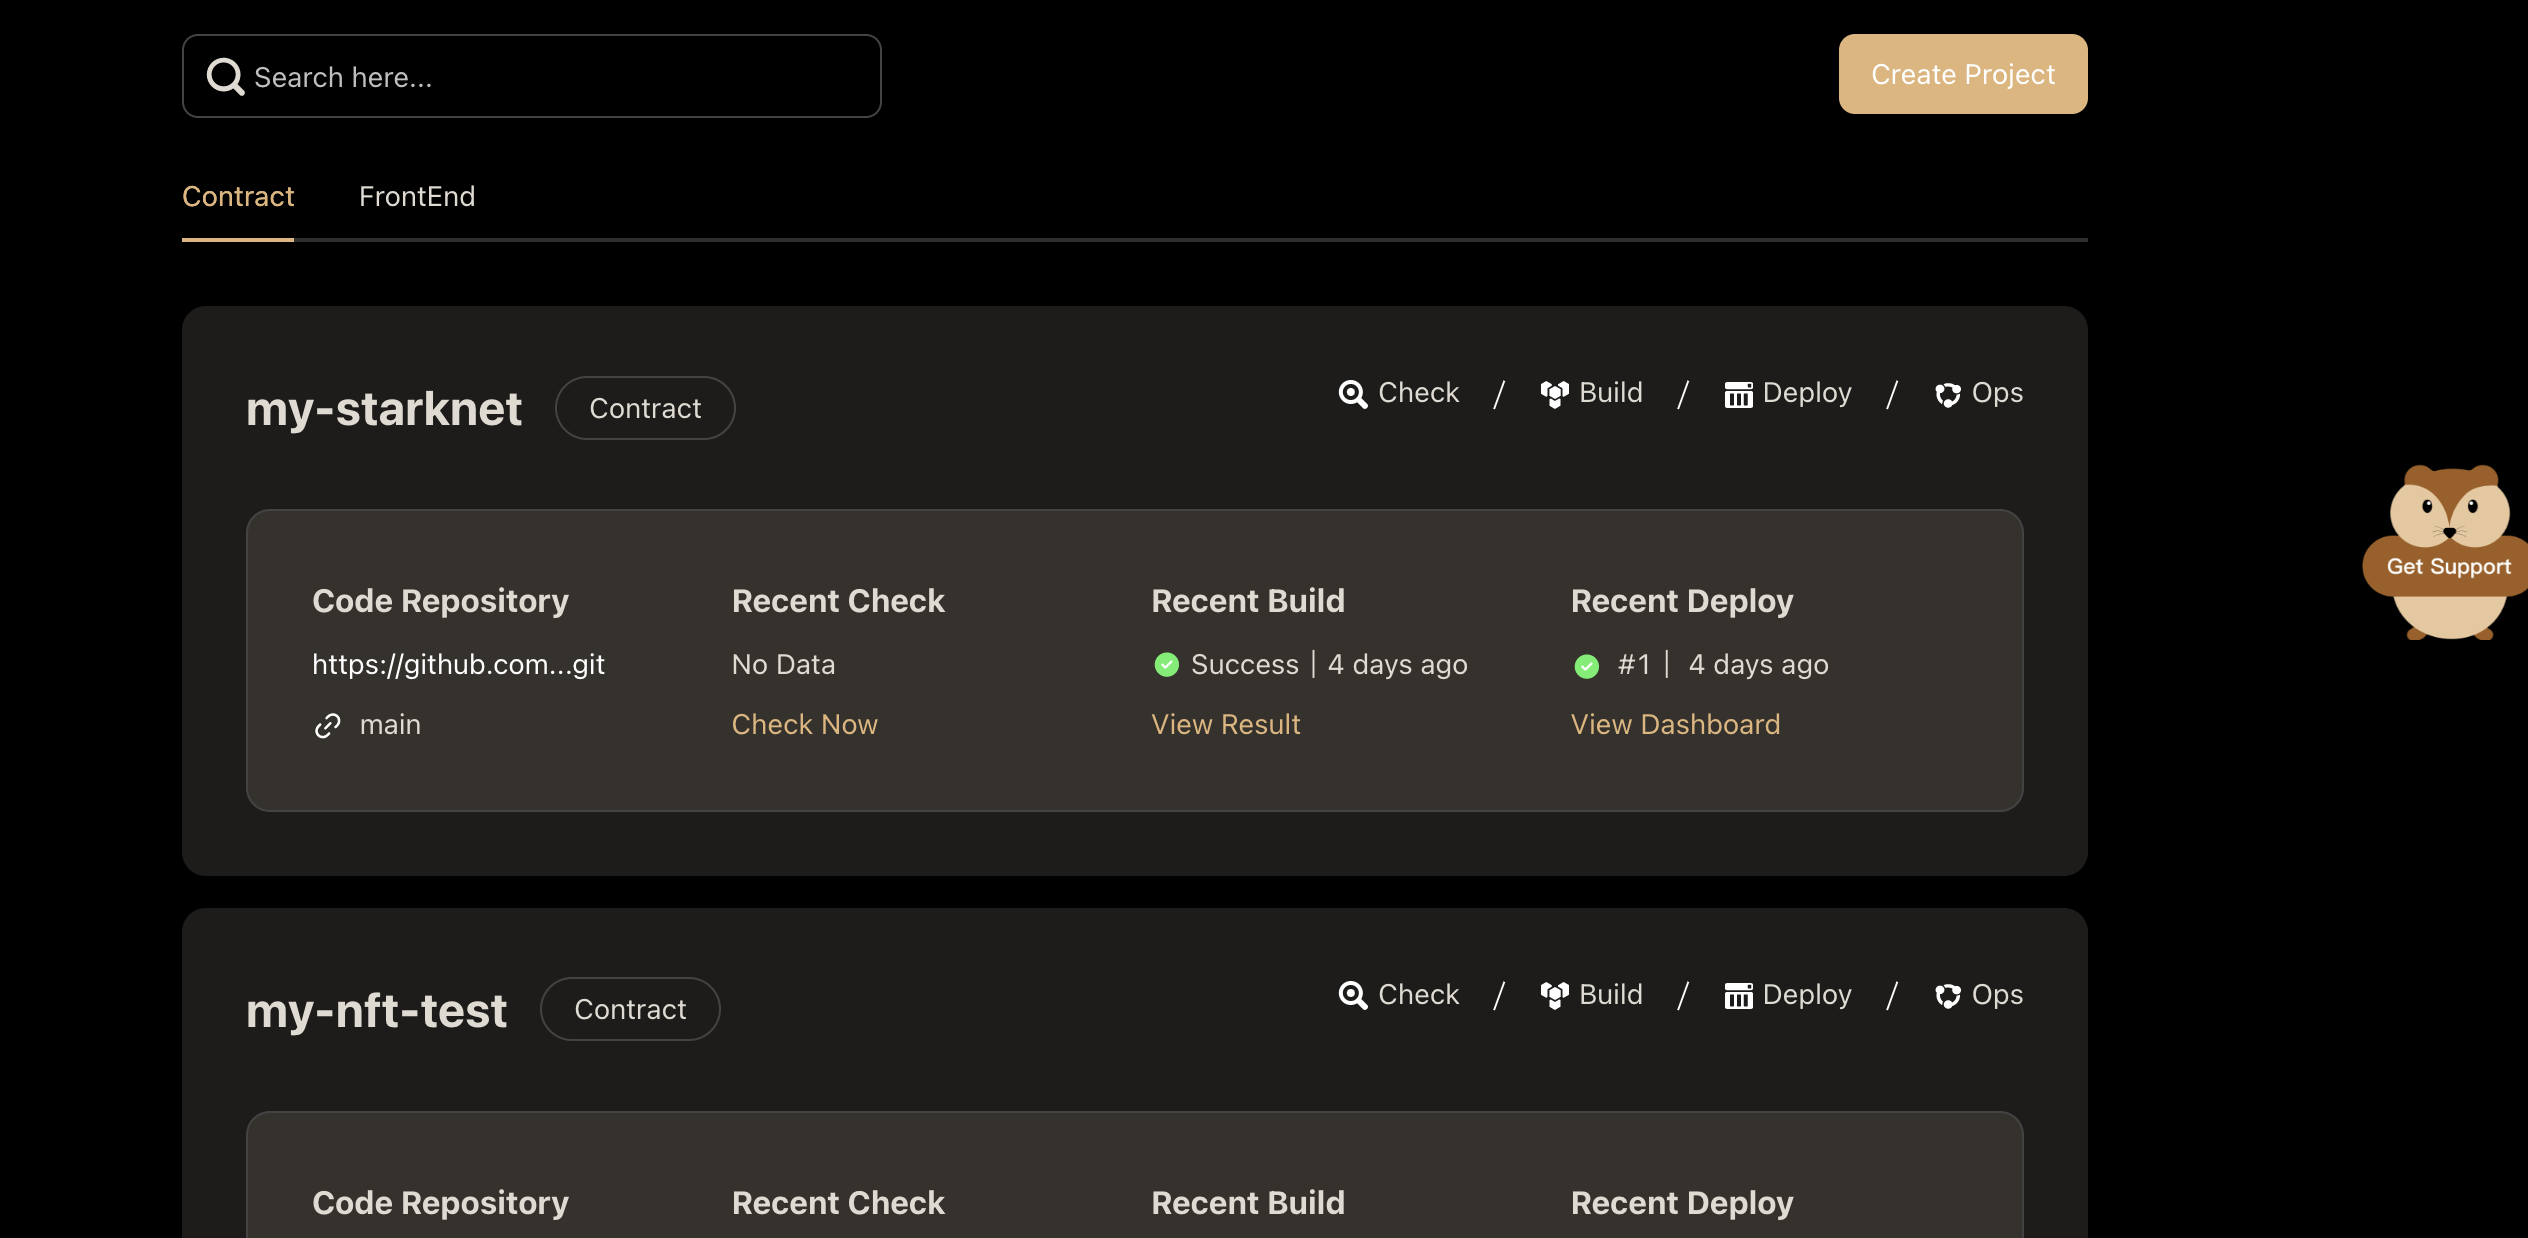 Search here...
Create Project
Contract FrontEnd
my-starknet Contract
Check / Build / Deploy / Ops
Code Repository Recent Check Recent Build Recent Deploy
https://github.com...git No Data Success | 4 days ago #1 | 4 days ago
main Check Now View Result View Dashboard
Get Support
my-nft-test Contract
Check / Build / Deploy / Ops
Code Repository Recent Check Recent Build Recent Deploy